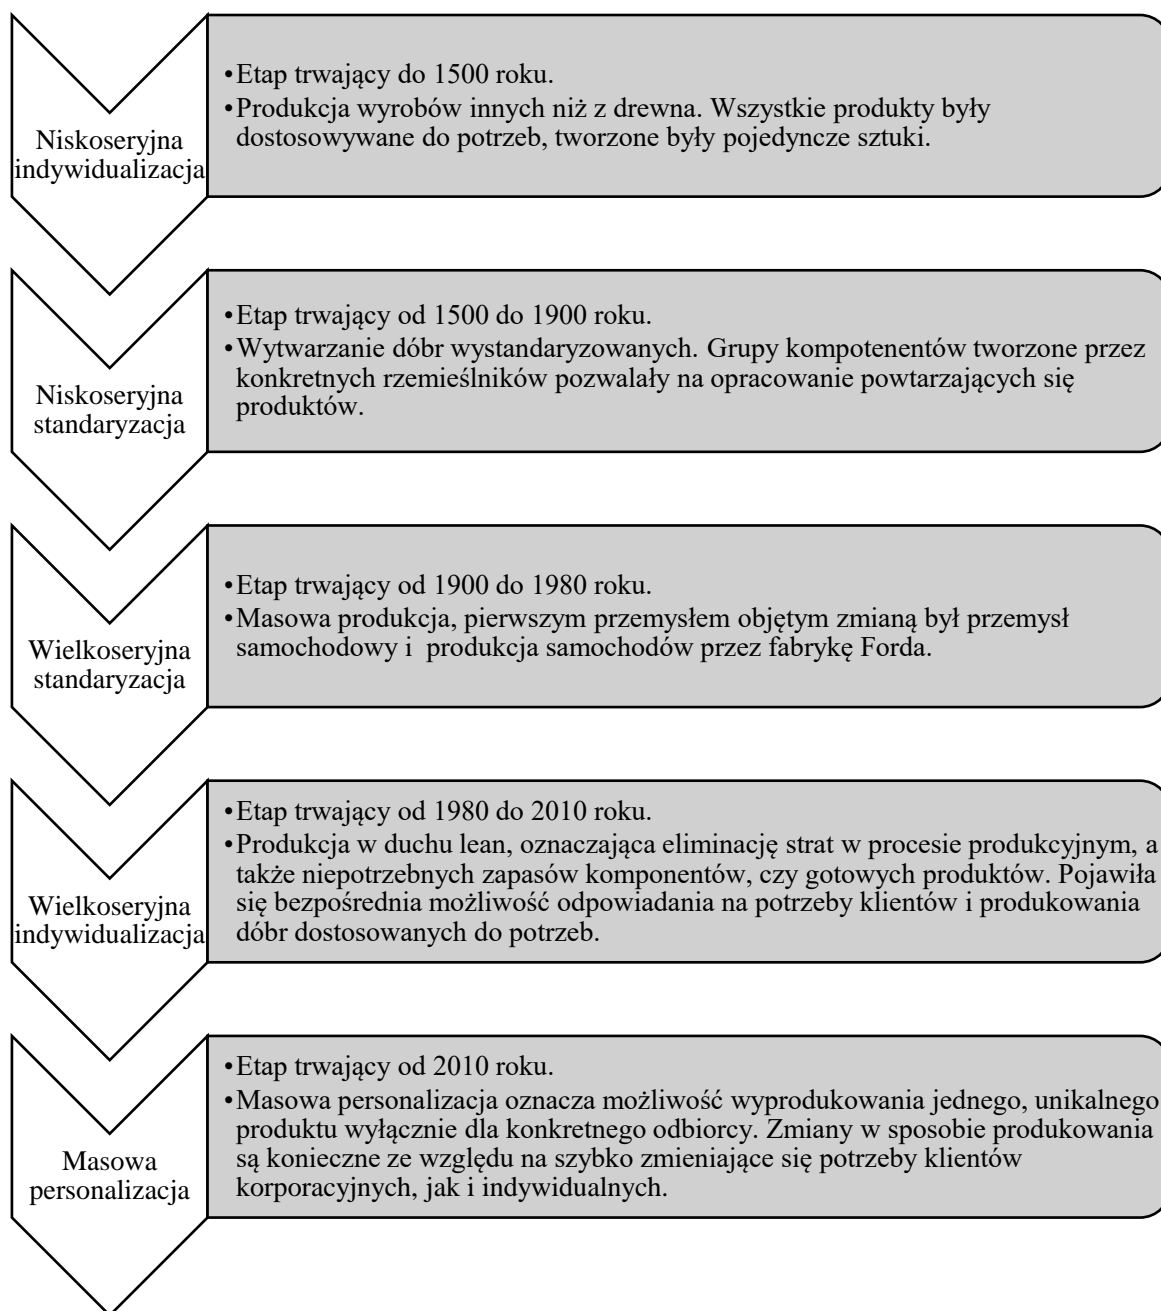 Niskoseryjna
indywidualizacja
•Etap trwający do 1500 roku.
•Produkcja wyrobów innych niż z drewna. Wszystkie produkty były
dostosowywane do potrzeb, tworzone były pojedyncze sztuki.
Niskoseryjna
standaryzacja
•Etap trwający od 1500 do 1900 roku.
•Wytwarzanie dóbr wystandaryzowanych. Grupy kompotenentów tworzone przez
konkretnych rzemieślników pozwalały na opracowanie powtarzających się
produktów.
Wielkoseryjna
standaryzacja
•Etap trwający od 1900 do 1980 roku.
•Masowa produkcja, pierwszym przemysłem objętym zmianą był przemysł
samochodowy i  produkcja samochodów przez fabrykę Forda.
Wielkoseryjna
indywidualizacja
•Etap trwający od 1980 do 2010 roku.
•Produkcja w duchu lean, oznaczająca eliminację strat w procesie produkcyjnym, a
także niepotrzebnych zapasów komponentów, czy gotowych produktów. Pojawiła
się bezpośrednia możliwość odpowiadania na potrzeby klientów i produkowania
dóbr dostosowanych do potrzeb.
Masowa
personalizacja
•Etap trwający od 2010 roku.
•Masowa personalizacja oznacza możliwość wyprodukowania jednego, unikalnego
produktu wyłącznie dla konkretnego odbiorcy. Zmiany w sposobie produkowania
są konieczne ze względu na szybko zmieniające się potrzeby klientów
korporacyjnych, jak i indywidualnych.